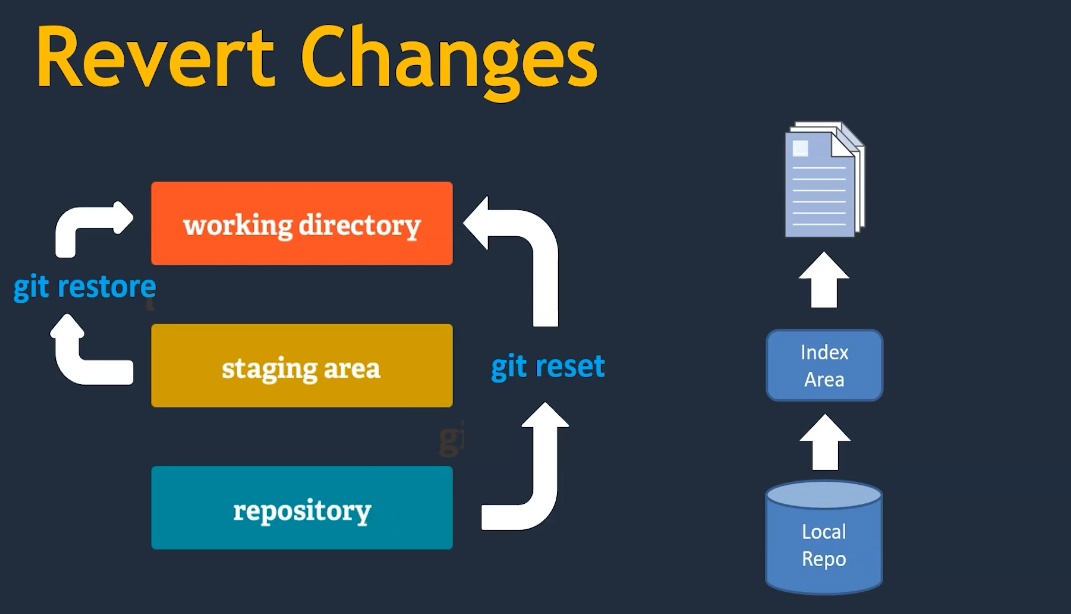 Revert Changes
working directory
git restore
staging area
git reset
repository
Index
Area
Local
Repo